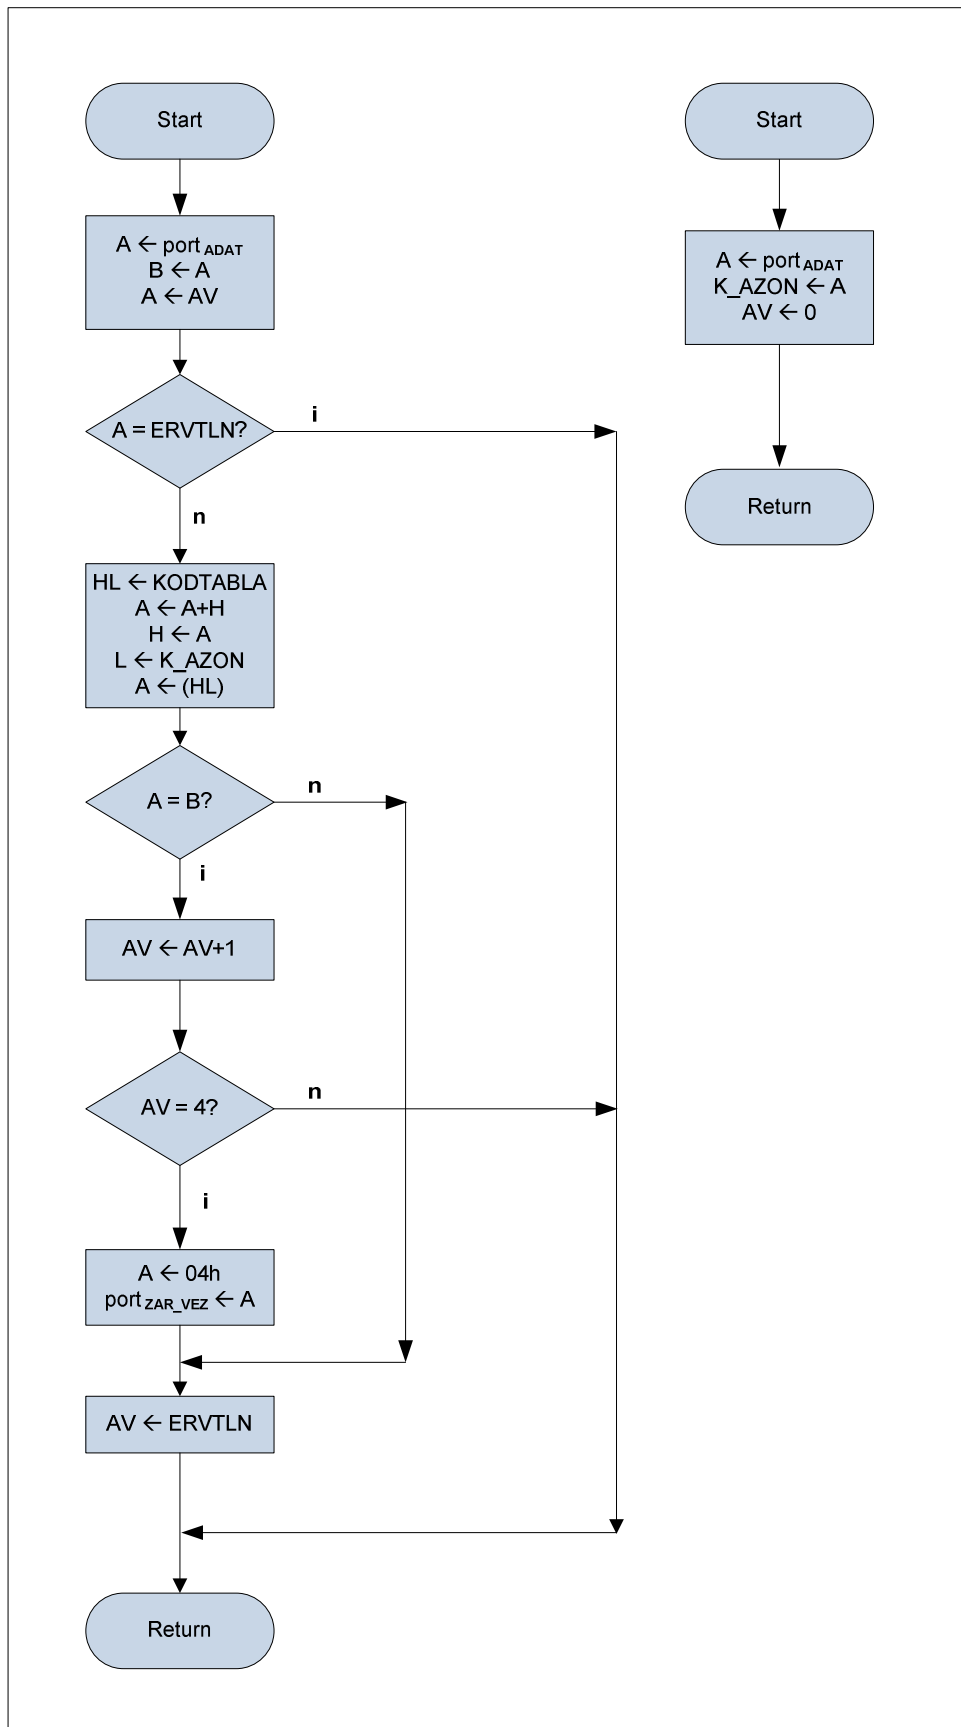 Start
A ← port ADAT
B ← A
A ← AV
A = ERVTLN?
i
n
HL ← KODTABLA
A ← A+H
H ← A
L ← K_AZON
A ← (HL)
A = B?
n
i
AV ← AV+1
AV = 4?
n
i
A ← 04h
port ZAR_VEZ ← A
AV ← ERVTLN
Return
Start
A ← port ADAT
K_AZON ← A
AV ← 0
Return